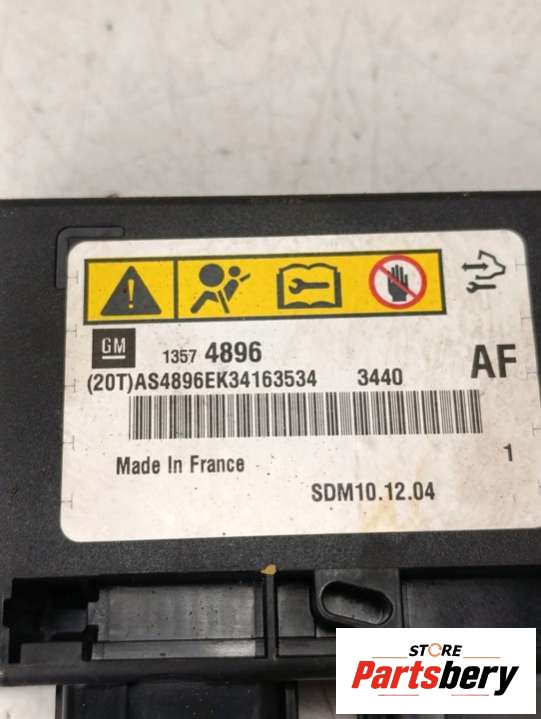 GM 1357 4896 AF
(20T)AS4896EK34163534 3440
Made In France 1
SDM10.12.04
STORE
Partsbery